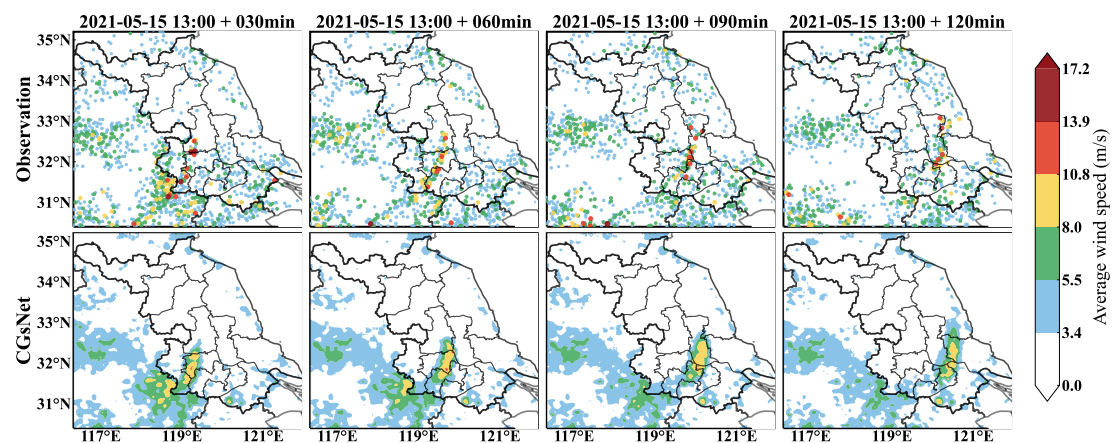 2021-05-15 13:00 + 030min 2021-05-15 13:00 + 060min 2021-05-15 13:00 + 090min 2021-05-15 13:00 + 120min
Observation
35°N
34°N
33°N
32°N
31°N
CGsNet
35°N
34°N
33°N
32°N
31°N
117°E 119°E 121°E 117°E 119°E 121°E 117°E 119°E 121°E 117°E 119°E 121°E
17.2
13.9
10.8
8.0
5.5
3.4
0.0
Average wind speed (m/s)